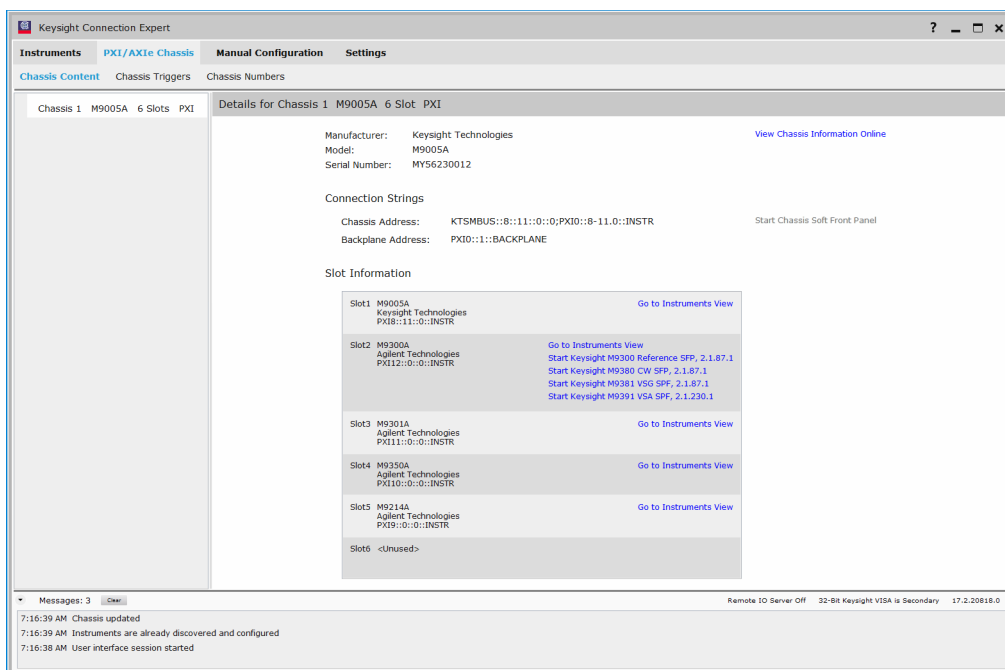 Keysight Connection Expert
?
Instruments PXI/AXIe Chassis Manual Configuration Settings
Chassis Content Chassis Triggers Chassis Numbers
Chassis 1 M9005A 6 Slots PXI
Details for Chassis 1 M9005A 6 Slot PXI
Manufacturer: Keysight Technologies
View Chassis Information Online
Model: M9005A
Serial Number: MY56230012
Connection Strings
Chassis Address: KTSMBUS::8::11::0::0;PXI0::8-11.0::INSTR
Start Chassis Soft Front Panel
Backplane Address: PXI0::1::BACKPLANE
Slot Information
Slot1 M9005A
Go to Instruments View
Keysight Technologies
PXI8::11::0::INSTR
Slot2 M9300A
Go to Instruments View
Agilent Technologies
Start Keysight M9300 Reference SFP, 2.1.87.1
PXI12::0::0::INSTR
Start Keysight M9380 CW SFP, 2.1.87.1
Start Keysight M9381 VSG SPF, 2.1.87.1
Start Keysight M9391 VSA SPF, 2.1.230.1
Slot3 M9301A
Go to Instruments View
Agilent Technologies
PXI11::0::0::INSTR
Slot4 M9350A
Go to Instruments View
Agilent Technologies
PXI10::0::0::INSTR
Slot5 M9214A
Go to Instruments View
Agilent Technologies
PXI9::0::0::INSTR
Slot6 <Unused>
Messages: 3 Clear
Remote IO Server Off 32-Bit Keysight VISA is Secondary 17.2.20818.0
7:16:39 AM Chassis updated
7:16:39 AM Instruments are already discovered and configured
7:16:38 AM User interface session started